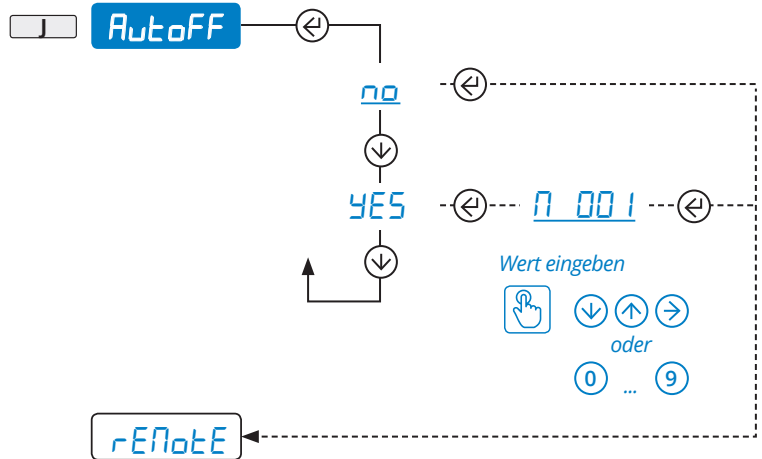 J AutoFF
no
YES
M 001
Wert eingeben
oder
0 ... 9
rEMotE